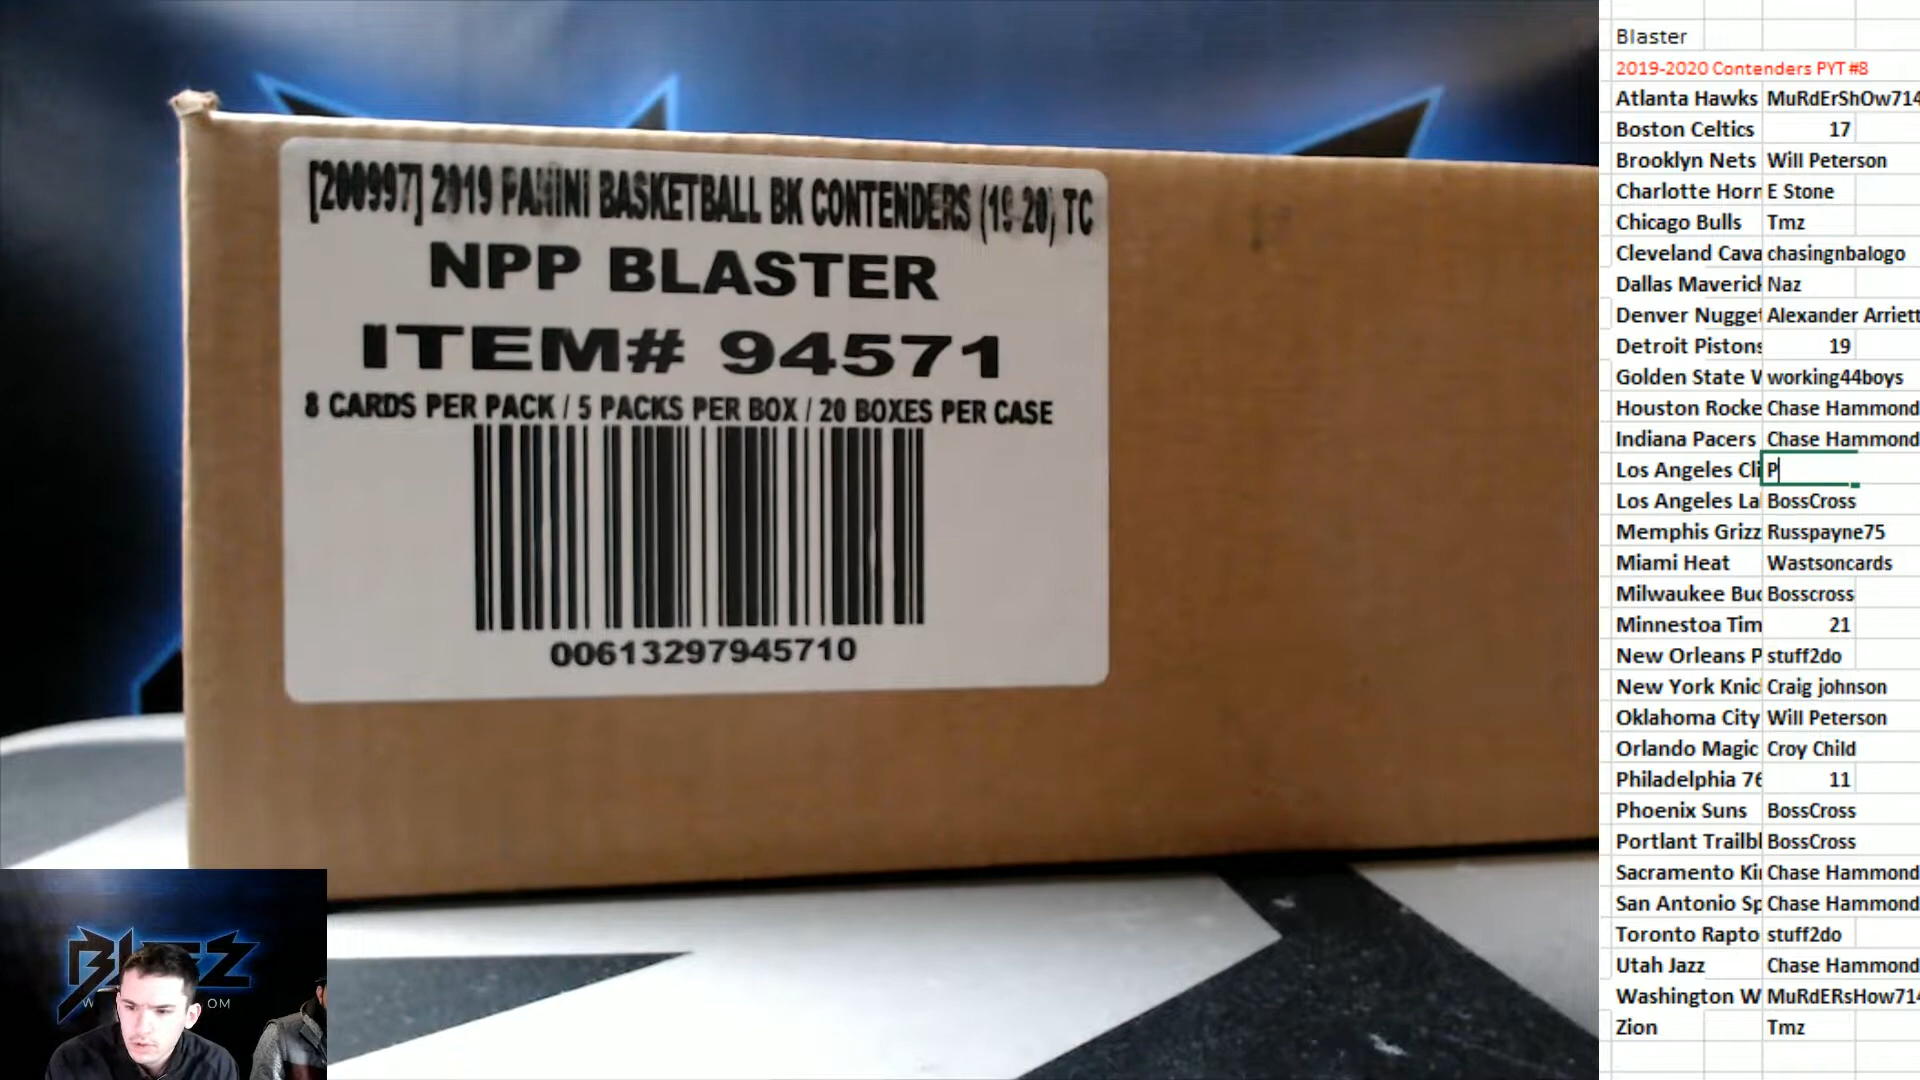 [200997] 2019 PANINI BASKETBALL BK CONTENDERS (19-20) TC
NPP BLASTER
ITEM# 94571
8 CARDS PER PACK / 5 PACKS PER BOX / 20 BOXES PER CASE
00613297945710
Blaster
2019-2020 Contenders PYT #8
Atlanta Hawks MuRdErShOw714
Boston Celtics 17
Brooklyn Nets Will Peterson
Charlotte Horn E Stone
Chicago Bulls Tmz
Cleveland Cava chasingnbalogo
Dallas Maverick Naz
Denver Nugget Alexander Arriett
Detroit Pistons 19
Golden State W working44boys
Houston Rocke Chase Hammond
Indiana Pacers Chase Hammond
Los Angeles Cli P
Los Angeles La BossCross
Memphis Grizz Russpayne75
Miami Heat Wastsoncards
Milwaukee Buc Bosscross
Minnestoa Tim 21
New Orleans P stuff2do
New York Knic Craig johnson
Oklahoma City Will Peterson
Orlando Magic Croy Child
Philadelphia 76 11
Phoenix Suns BossCross
Portlant Trailbl BossCross
Sacramento Ki Chase Hammond
San Antonio Sp Chase Hammond
Toronto Rapto stuff2do
Utah Jazz Chase Hammond
Washington W MuRdERsHow714
Zion Tmz